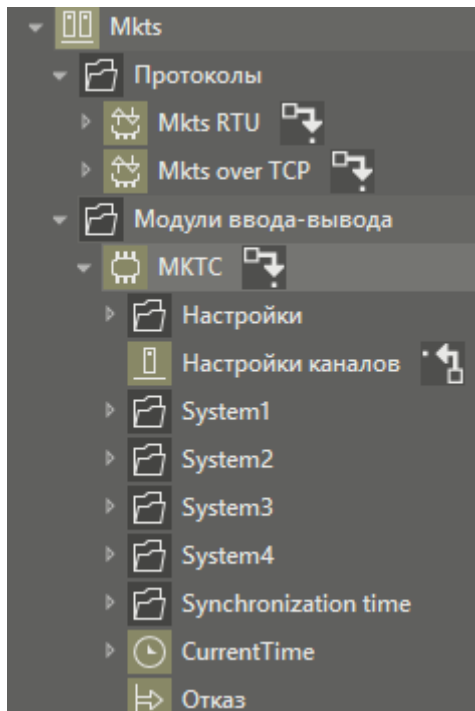 Mkts
Протоколы
Mkts RTU
Mkts over TCP
Модули ввода-вывода
МКТС
Настройки
Настройки каналов
System1
System2
System3
System4
Synchronization time
CurrentTime
Отказ